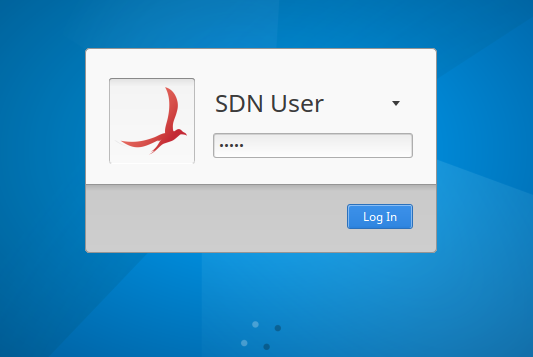 SDN User
•••••
Log In